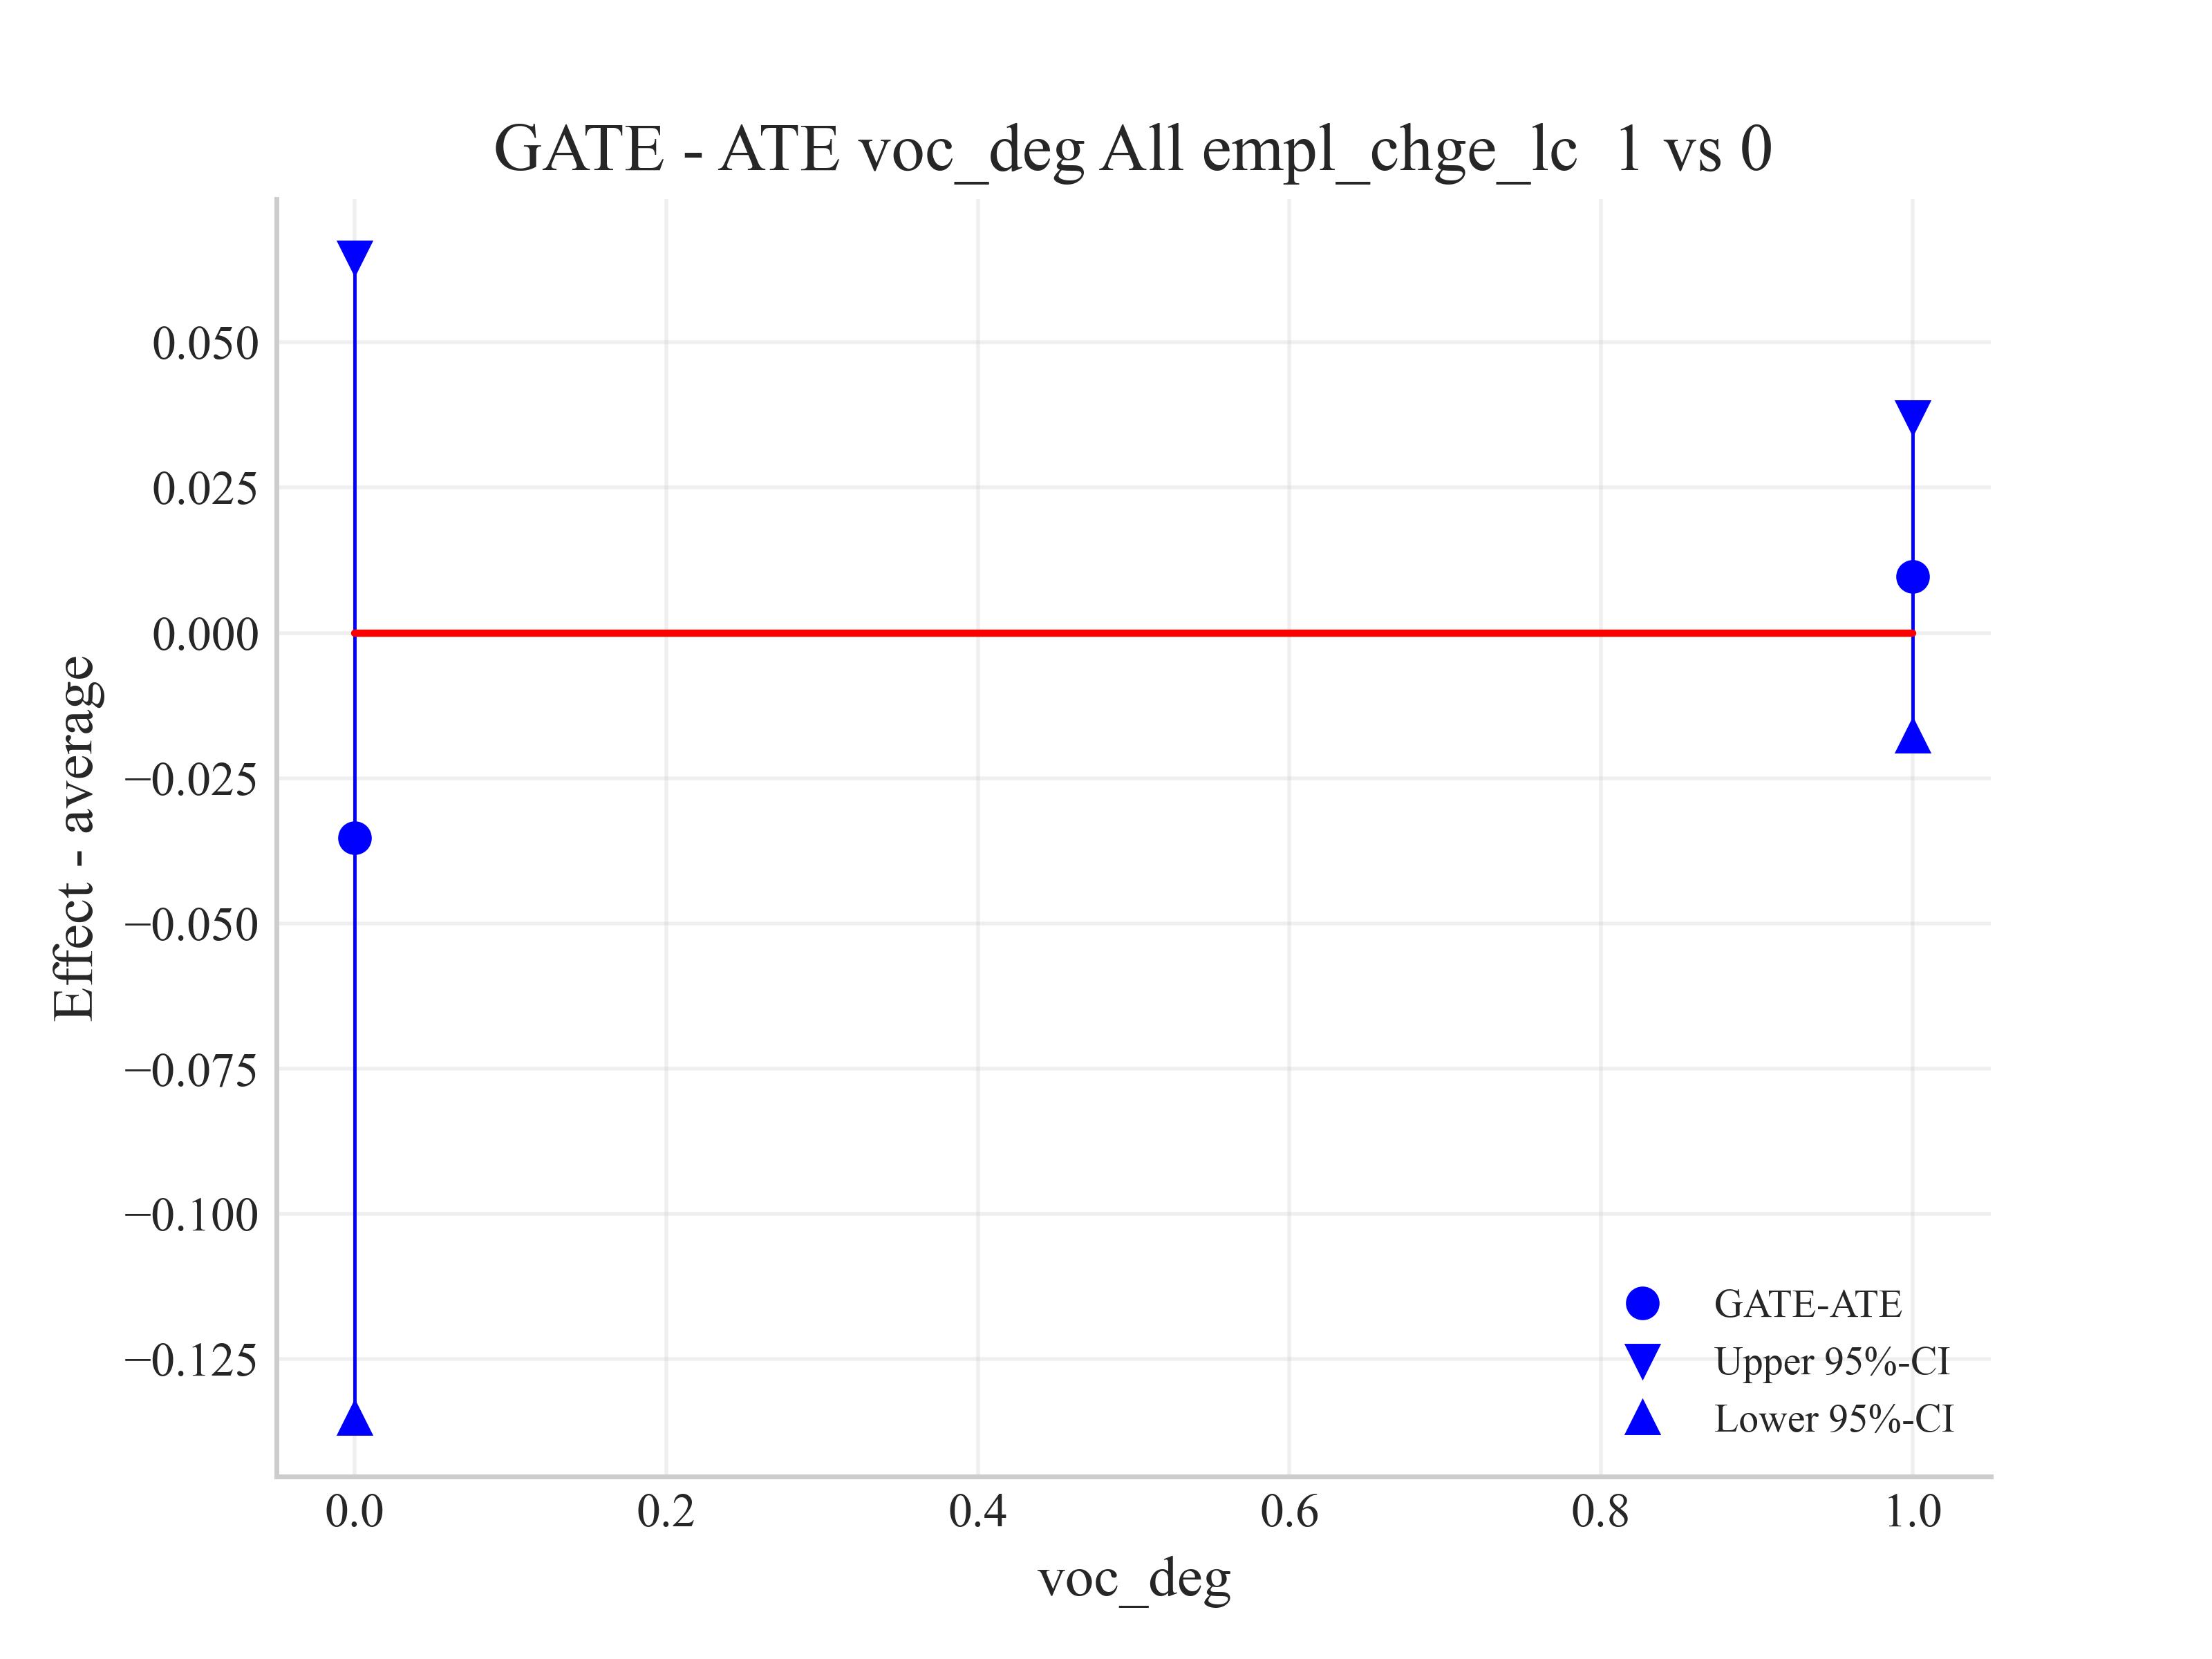 GATE - ATE voc_deg All empl_chge_lc  1 vs 0
Effect - average
0.050
0.025
0.000
−0.025
−0.050
−0.075
−0.100
−0.125
GATE-ATE
Upper 95%-CI
Lower 95%-CI
0.0 0.2 0.4 0.6 0.8 1.0
voc_deg